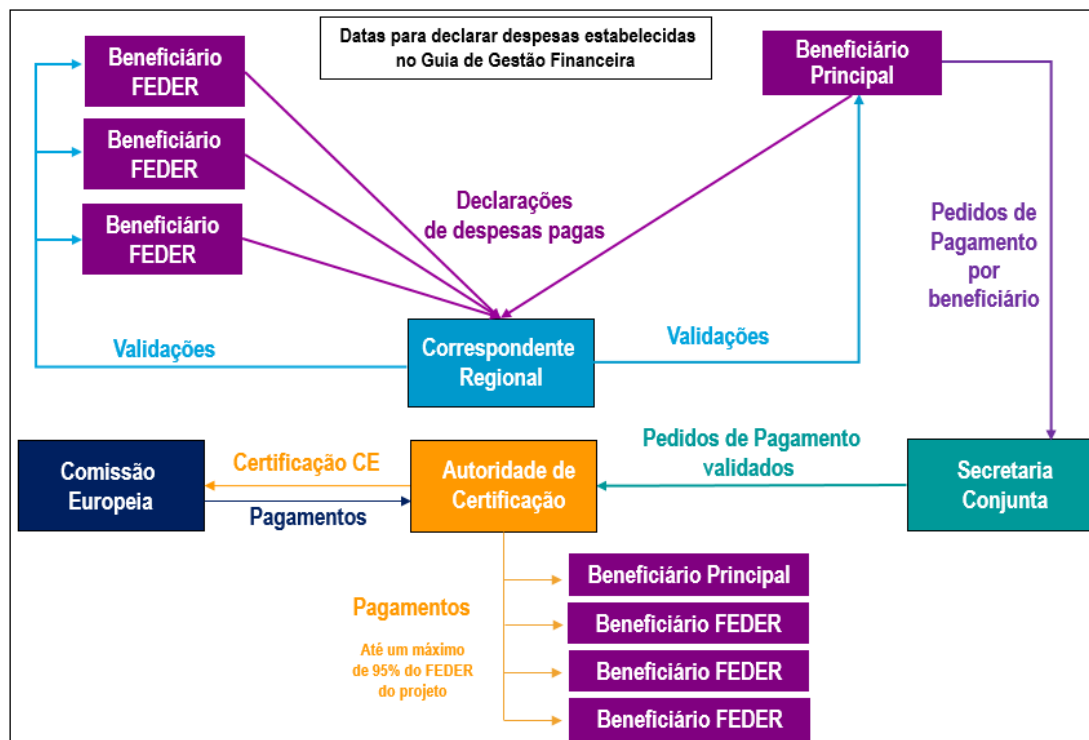 Datas para declarar despesas estabelecidas
no Guia de Gestão Financeira
Beneficiário
FEDER
Beneficiário
FEDER
Beneficiário
FEDER
Beneficiário
Principal
Declarações
de despesas pagas
Pedidos de
Pagamento
por
beneficiário
Validações
Correspondente
Regional
Validações
Comissão
Europeia
Certificação CE
Pagamentos
Autoridade de
Certificação
Pedidos de Pagamento
validados
Secretaria
Conjunta
Pagamentos
Até um máximo
de 95% do FEDER
do projeto
Beneficiário Principal
Beneficiário FEDER
Beneficiário FEDER
Beneficiário FEDER